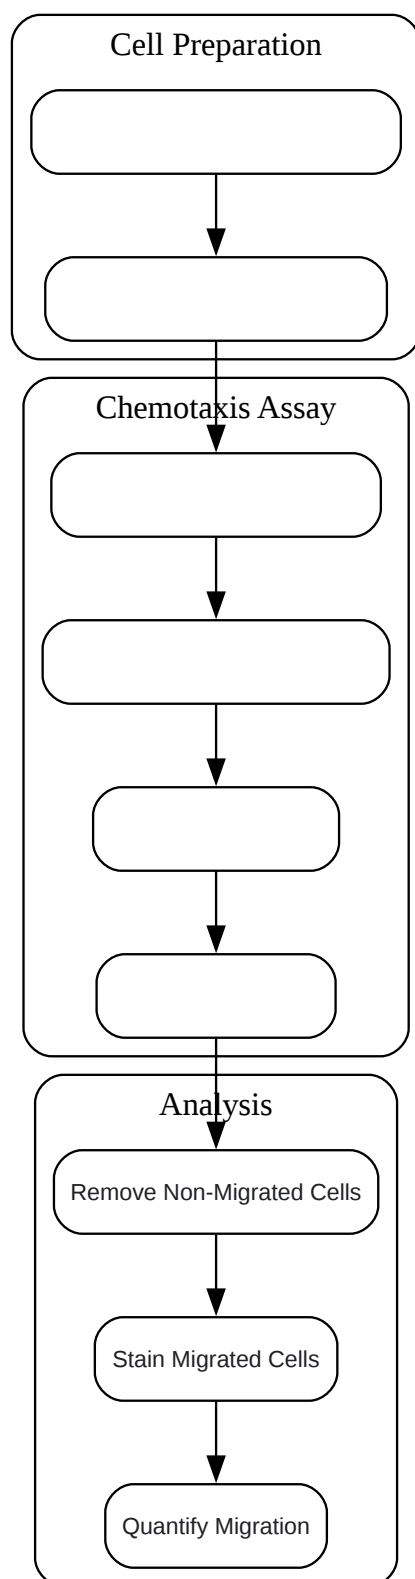 Cell Preparation
Chemotaxis Assay
Analysis
Remove Non-Migrated Cells
Stain Migrated Cells
Quantify Migration